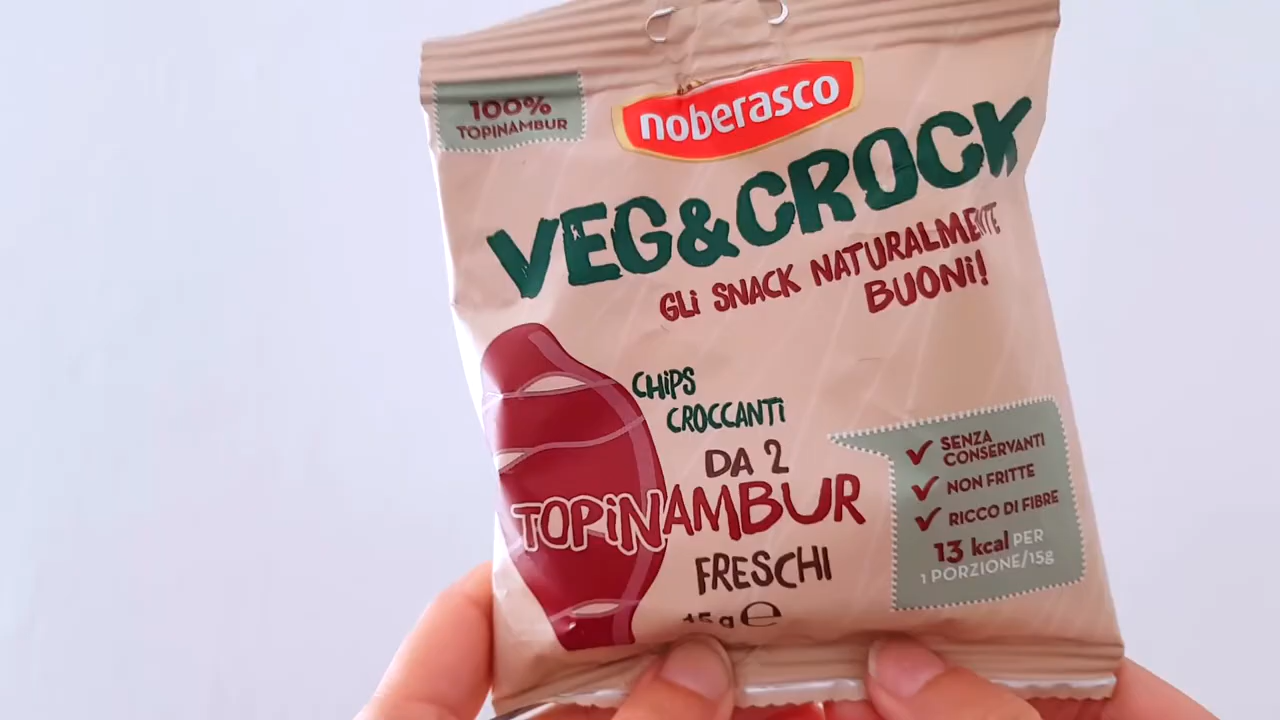 100%
TOPINAMBUR
noberasco
VEG&CROCK
GLi SNACK NATURALMENTE
BUONi!
CHiPS
CROCCANTi
DA 2
TOPiNAMBUR
FRESCHI
15 g e
SENZA
CONSERVANTI
NON FRITTE
RICCO DI FIBRE
13 kcal PER
1 PORZIONE/15g